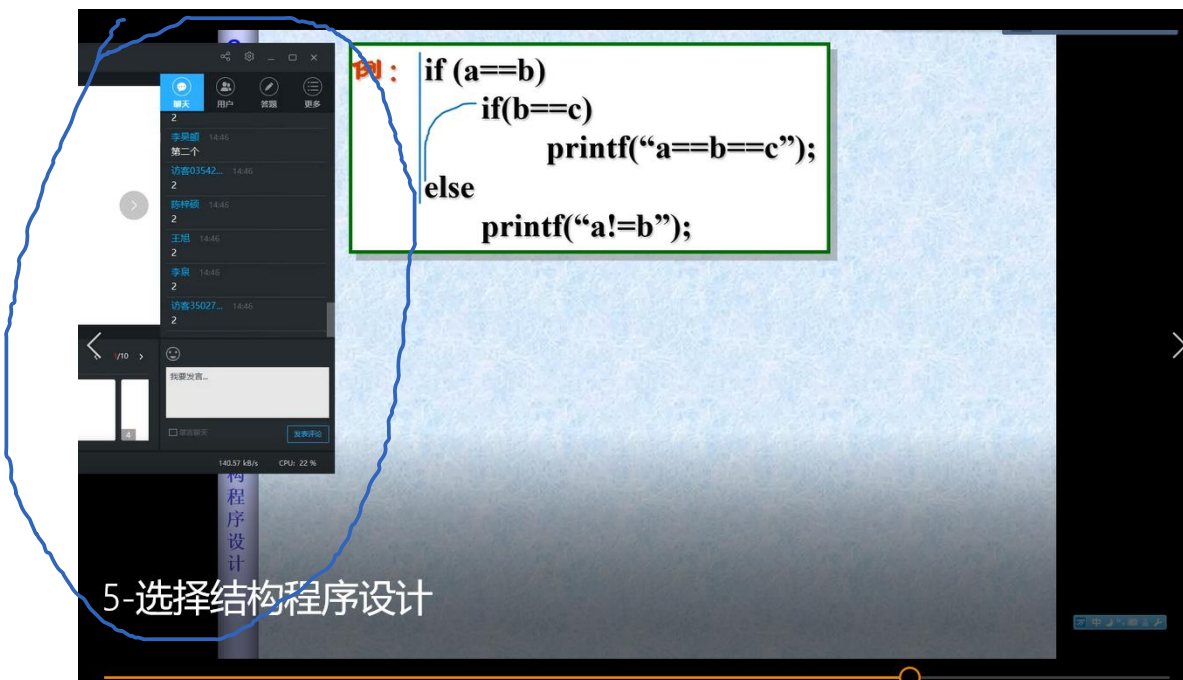 聊天 用户 答题 更多
2
李昊頔 14:46
第二个
访客03542... 14:46
2
陈梓硕 14:46
2
王旭 14:46
2
李泉 14:46
2
访客35027... 14:46
2
/10
我要发言...
4
发表评论
140.57 kB/s CPU: 22 %
例：
if (a==b)
if(b==c)
printf(“a==b==c”);
else
printf(“a!=b”);
构
程
序
设
计
5-选择结构程序设计
中